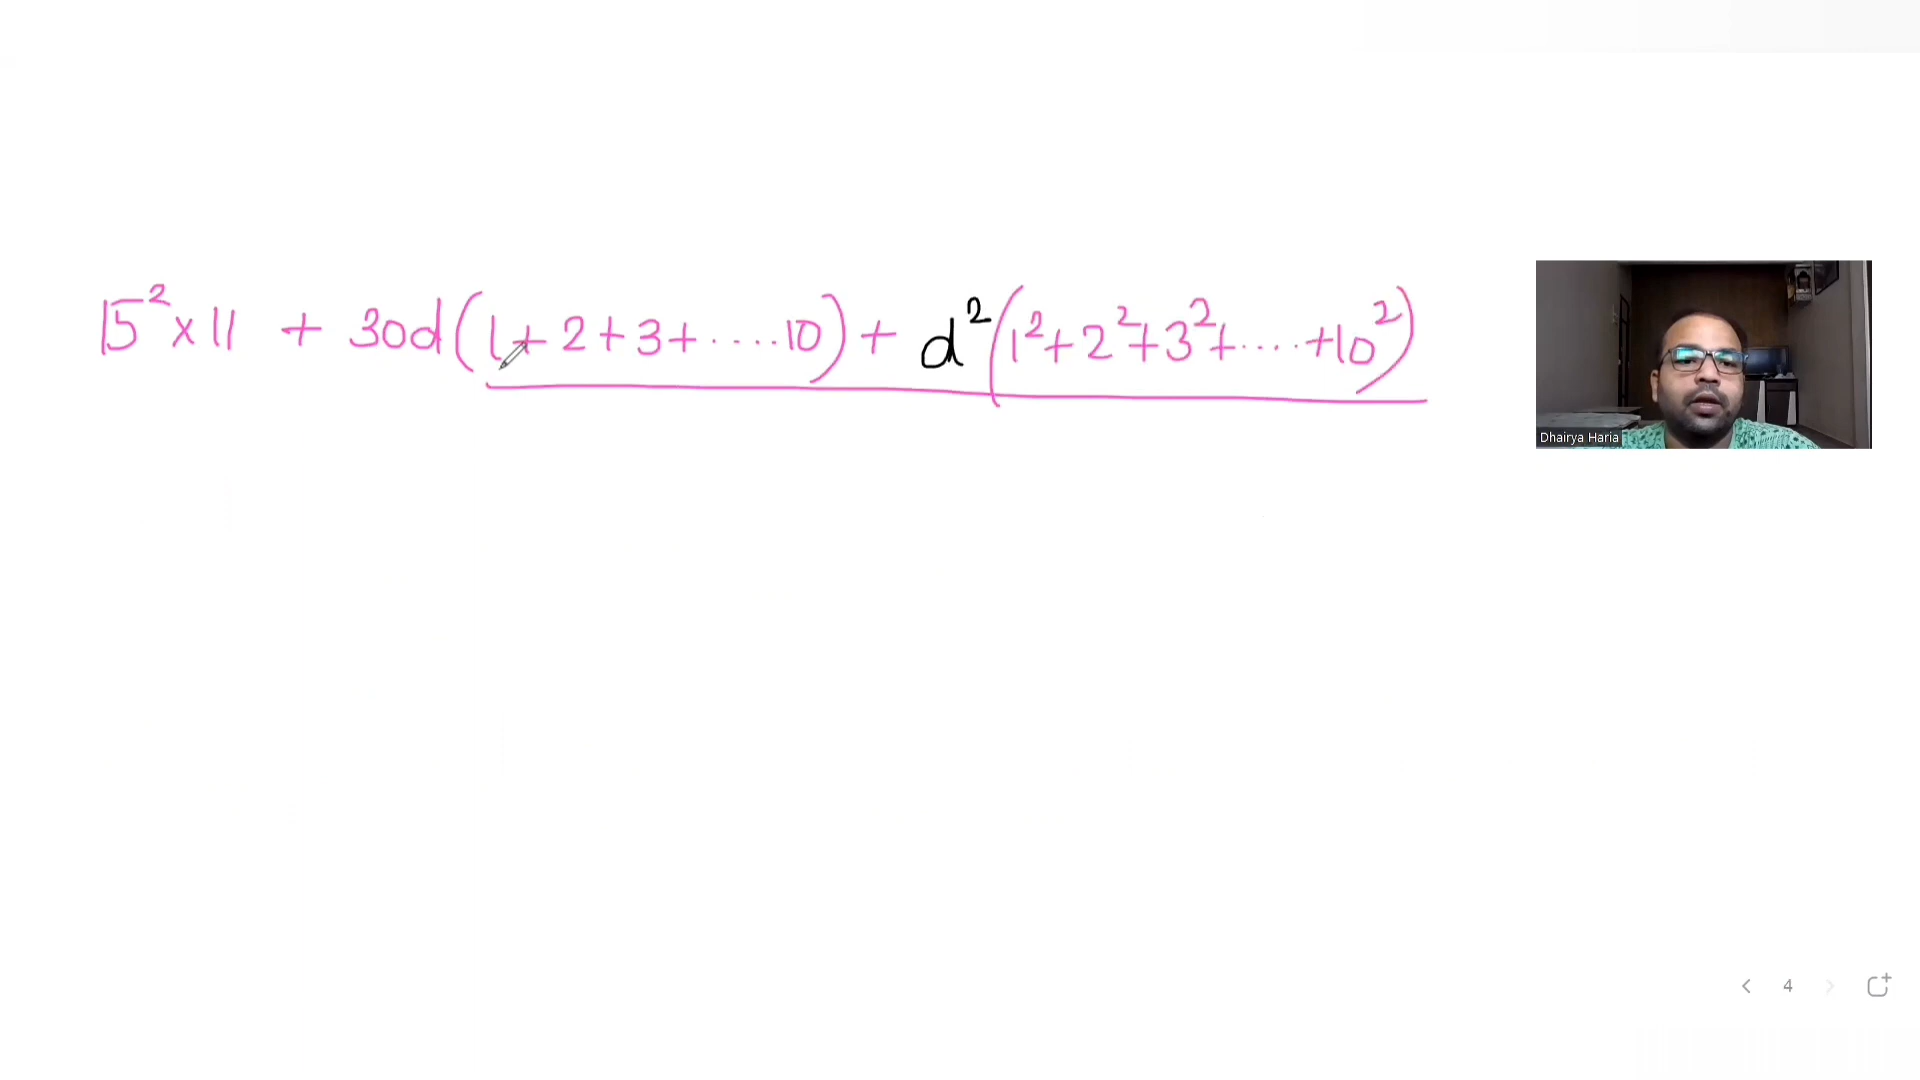 15² x 11 + 30d (1 + 2 + 3 + ....10) + d² (1² + 2² + 3² + .... + 10²)
Dhairya Haria
4